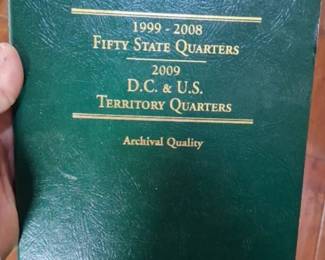 1999 - 2008
FIFTY STATE QUARTERS
2009
D.C. & U.S.
TERRITORY QUARTERS
Archival Quality